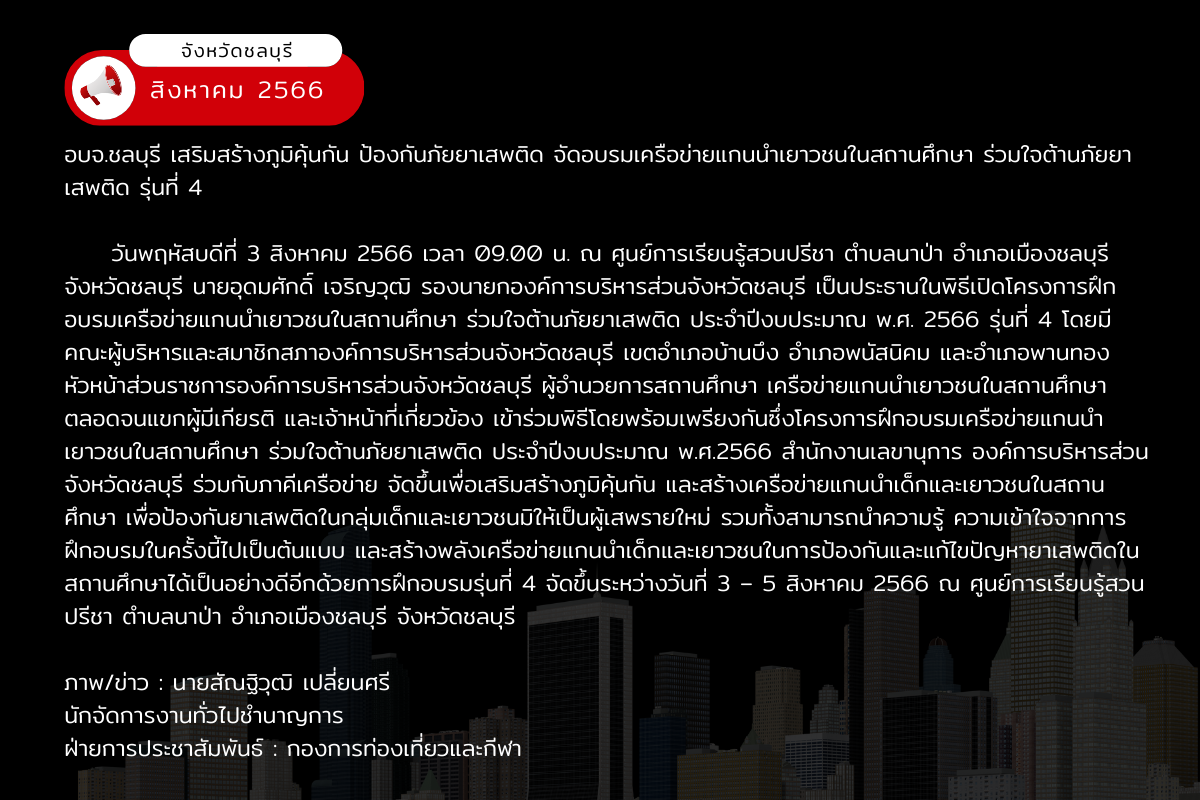 จังหวัดชลบุรี
สิงหาคม 2566
อบจ.ชลบุรี เสริมสร้างภูมิคุ้นกัน ป้องกันภัยยาเสพติด จัดอบรมเครือข่ายแกนนำเยาวชนในสถานศึกษา ร่วมใจต้านภัยยา
เสพติด รุ่นที่ 4
วันพฤหัสบดีที่ 3 สิงหาคม 2566 เวลา 09.00 น. ณ ศูนย์การเรียนรู้สวนปรีชา ตำบลนาป่า อำเภอเมืองชลบุรี
จังหวัดชลบุรี นายอุดมศักดิ์ เจริญวุฒิ รองนายกองค์การบริหารส่วนจังหวัดชลบุรี เป็นประธานในพิธีเปิดโครงการฝึก
อบรมเครือข่ายแกนนำเยาวชนในสถานศึกษา ร่วมใจต้านภัยยาเสพติด ประจำปีงบประมาณ พ.ศ. 2566 รุ่นที่ 4 โดยมี
คณะผู้บริหารและสมาชิกสภาองค์การบริหารส่วนจังหวัดชลบุรี เขตอำเภอบ้านบึง อำเภอพนัสนิคม และอำเภอพานทอง
หัวหน้าส่วนราชการองค์การบริหารส่วนจังหวัดชลบุรี ผู้อำนวยการสถานศึกษา เครือข่ายแกนนำเยาวชนในสถานศึกษา
ตลอดจนแขกผู้มีเกียรติ และเจ้าหน้าที่เกี่ยวข้อง เข้าร่วมพิธีโดยพร้อมเพรียงกันซึ่งโครงการฝึกอบรมเครือข่ายแกนนำ
เยาวชนในสถานศึกษา ร่วมใจต้านภัยยาเสพติด ประจำปีงบประมาณ พ.ศ.2566 สำนักงานเลขานุการ องค์การบริหารส่วน
จังหวัดชลบุรี ร่วมกับภาคีเครือข่าย จัดขึ้นเพื่อเสริมสร้างภูมิคุ้นกัน และสร้างเครือข่ายแกนนำเด็กและเยาวชนในสถาน
ศึกษา เพื่อป้องกันยาเสพติดในกลุ่มเด็กและเยาวชนมิให้เป็นผู้เสพรายใหม่ รวมทั้งสามารถนำความรู้ ความเข้าใจจากการ
ฝึกอบรมในครั้งนี้ไปเป็นต้นแบบ และสร้างพลังเครือข่ายแกนนำเด็กและเยาวชนในการป้องกันและแก้ไขปัญหายาเสพติดใน
สถานศึกษาได้เป็นอย่างดีอีกด้วยการฝึกอบรมรุ่นที่ 4 จัดขึ้นระหว่างวันที่ 3 – 5 สิงหาคม 2566 ณ ศูนย์การเรียนรู้สวน
ปรีชา ตำบลนาป่า อำเภอเมืองชลบุรี จังหวัดชลบุรี
ภาพ/ข่าว : นายสัณฐิวุฒิ เปลี่ยนศรี
นักจัดการงานทั่วไปชำนาญการ
ฝ่ายการประชาสัมพันธ์ : กองการท่องเที่ยวและกีฬา